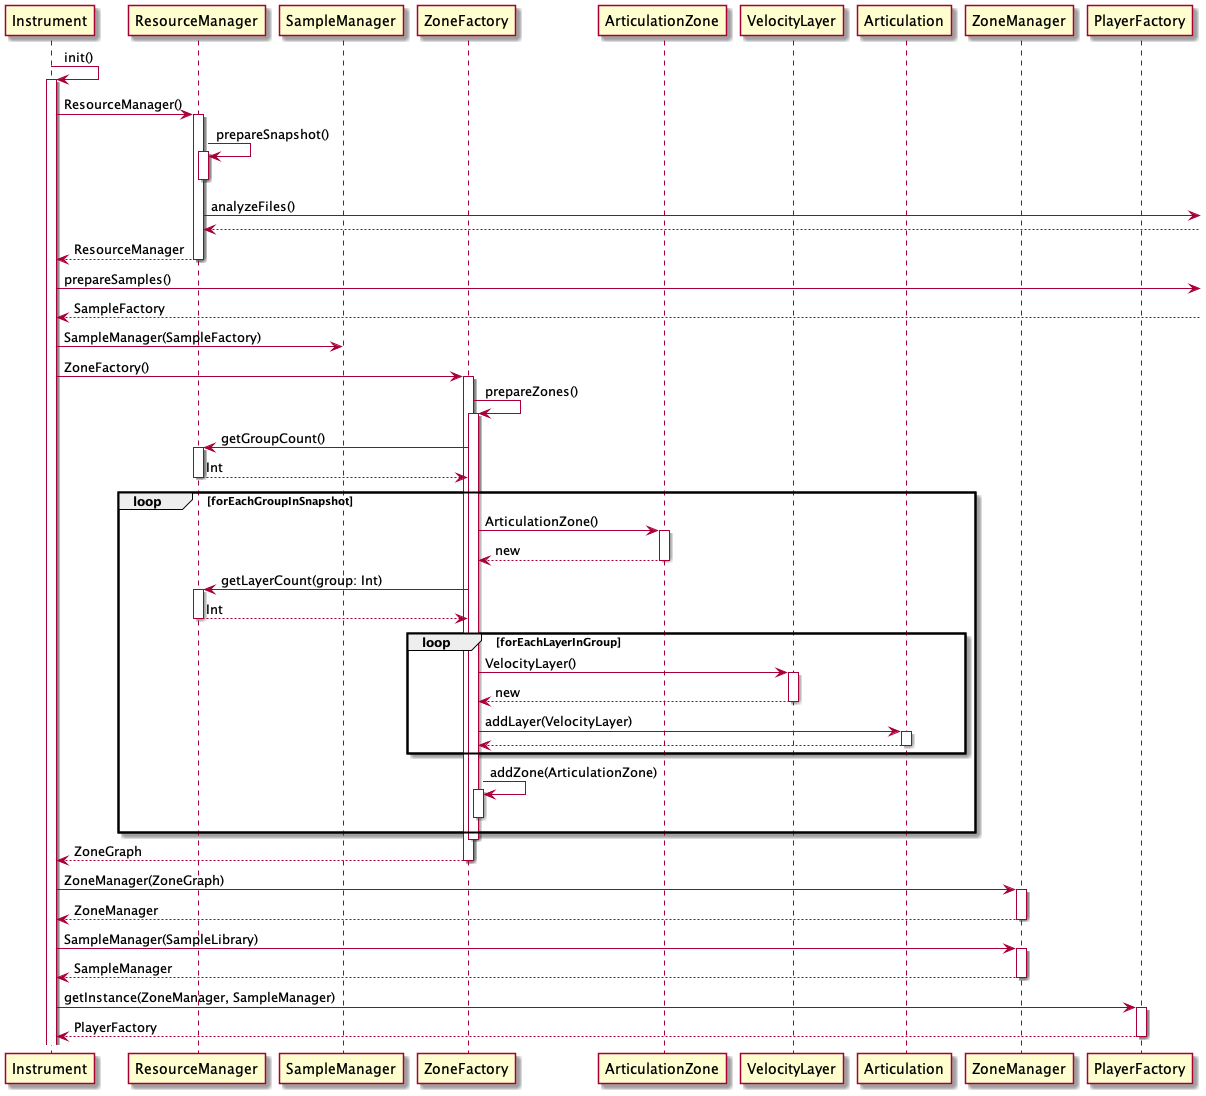 Instrument ResourceManager SampleManager ZoneFactory ArticulationZone VelocityLayer Articulation ZoneManager PlayerFactory
init()
ResourceManager()
prepareSnapshot()
analyzeFiles()
ResourceManager
prepareSamples()
SampleFactory
SampleManager(SampleFactory)
ZoneFactory()
prepareZones()
getGroupCount()
Int
loop [forEachGroupInSnapshot]
ArticulationZone()
new
getLayerCount(group: Int)
Int
loop [forEachLayerInGroup]
VelocityLayer()
new
addLayer(VelocityLayer)
addZone(ArticulationZone)
ZoneGraph
ZoneManager(ZoneGraph)
ZoneManager
SampleManager(SampleLibrary)
SampleManager
getInstance(ZoneManager, SampleManager)
PlayerFactory
Instrument ResourceManager SampleManager ZoneFactory ArticulationZone VelocityLayer Articulation ZoneManager PlayerFactory